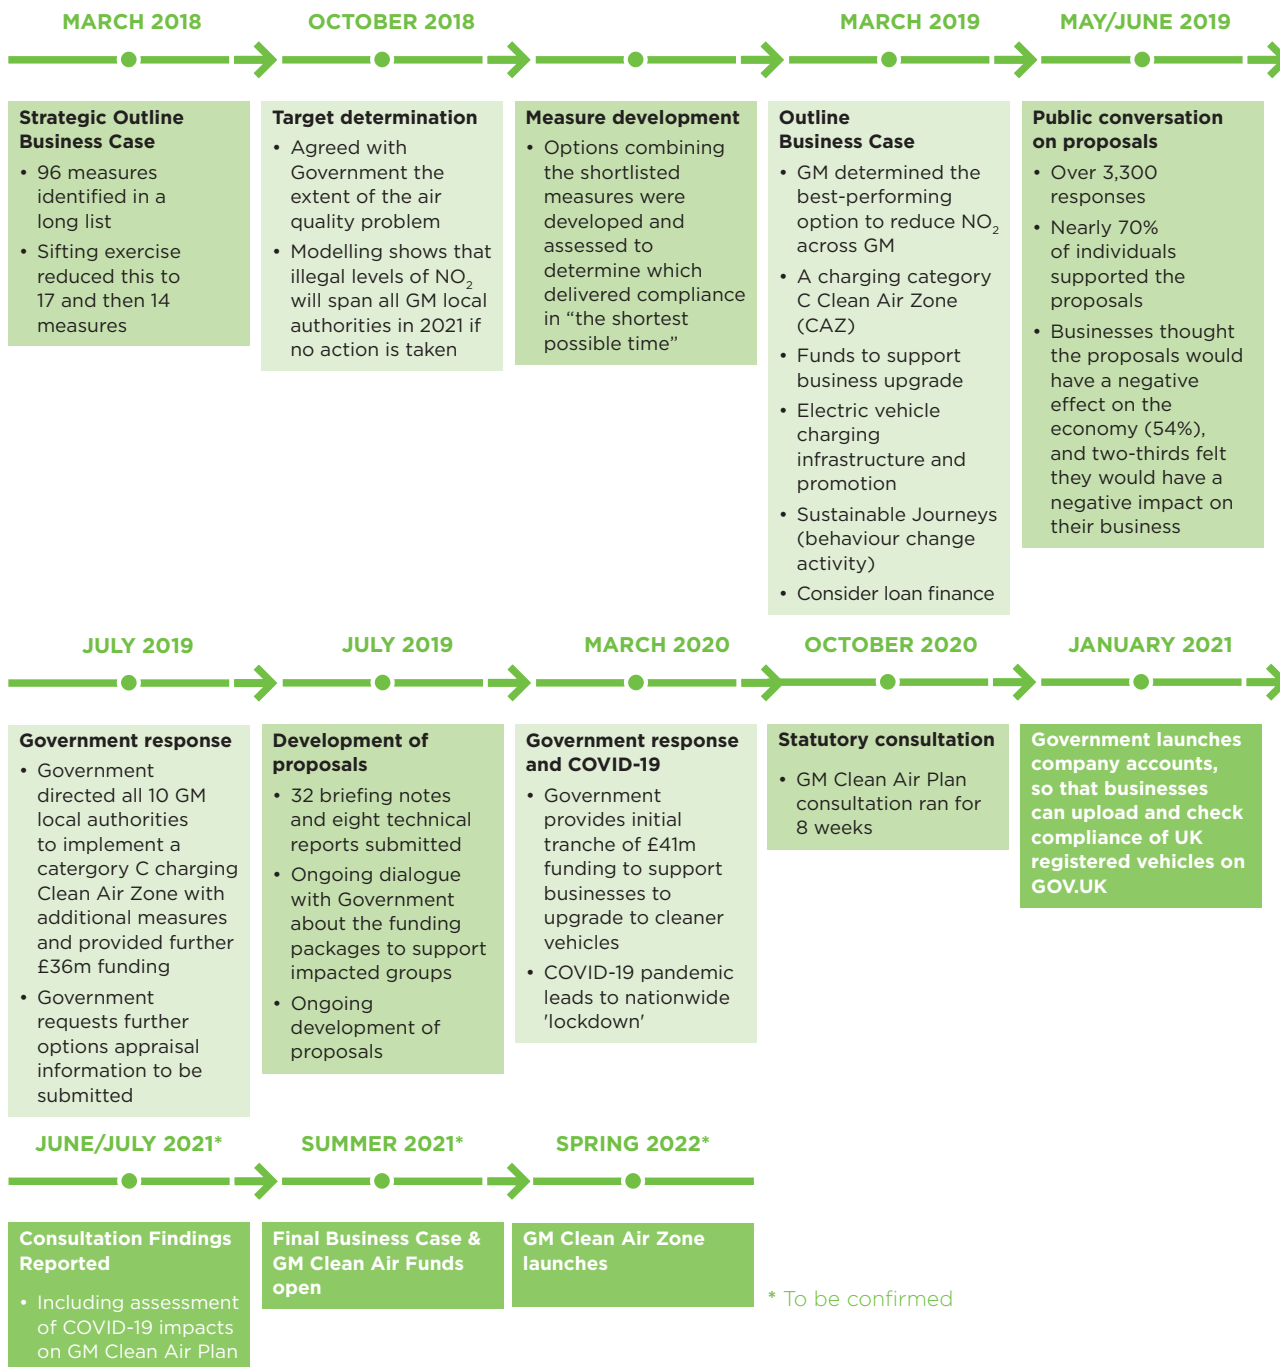 MARCH 2018
OCTOBER 2018
MARCH 2019
MAY/JUNE 2019
Strategic Outline
Business Case
• 96 measures
identified in a
long list
• Sifting exercise
reduced this to
17 and then 14
measures
Target determination
• Agreed with
Government the
extent of the air
quality problem
• Modelling shows that
illegal levels of NO₂
will span all GM local
authorities in 2021 if
no action is taken
Measure development
• Options combining
the shortlisted
measures were
developed and
assessed to
determine which
delivered compliance
in “the shortest
possible time”
Outline
Business Case
• GM determined the
best-performing
option to reduce NO₂
across GM
• A charging category
C Clean Air Zone
(CAZ)
• Funds to support
business upgrade
• Electric vehicle
charging
infrastructure and
promotion
• Sustainable Journeys
(behaviour change
activity)
• Consider loan finance
Public conversation
on proposals
• Over 3,300
responses
• Nearly 70%
of individuals
supported the
proposals
• Businesses thought
the proposals would
have a negative
effect on the
economy (54%),
and two-thirds felt
they would have a
negative impact on
their business
JULY 2019
JULY 2019
MARCH 2020
OCTOBER 2020
JANUARY 2021
Government response
• Government
directed all 10 GM
local authorities
to implement a
catergory C charging
Clean Air Zone with
additional measures
and provided further
£36m funding
• Government
requests further
options appraisal
information to be
submitted
Development of
proposals
• 32 briefing notes
and eight technical
reports submitted
• Ongoing dialogue
with Government
about the funding
packages to support
impacted groups
• Ongoing
development of
proposals
Government response
and COVID-19
• Government
provides initial
tranche of £41m
funding to support
businesses to
upgrade to cleaner
vehicles
• COVID-19 pandemic
leads to nationwide
'lockdown'
Statutory consultation
• GM Clean Air Plan
consultation ran for
8 weeks
Government launches
company accounts,
so that businesses
can upload and check
compliance of UK
registered vehicles on
GOV.UK
JUNE/JULY 2021*
SUMMER 2021*
SPRING 2022*
Consultation Findings
Reported
• Including assessment
of COVID-19 impacts
on GM Clean Air Plan
Final Business Case &
GM Clean Air Funds
open
GM Clean Air Zone
launches
* To be confirmed